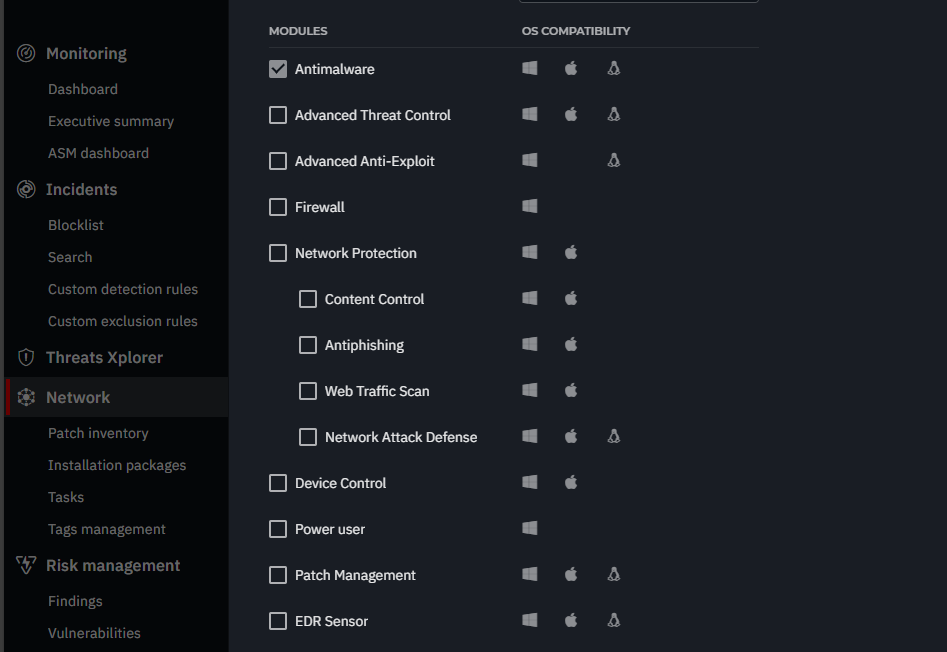 Monitoring
Dashboard
Executive summary
ASM dashboard
Incidents
Blocklist
Search
Custom detection rules
Custom exclusion rules
Threats Xplorer
Network
Patch inventory
Installation packages
Tasks
Tags management
Risk management
Findings
Vulnerabilities
MODULES OS COMPATIBILITY
Antimalware
Advanced Threat Control
Advanced Anti-Exploit
Firewall
Network Protection
Content Control
Antiphishing
Web Traffic Scan
Network Attack Defense
Device Control
Power user
Patch Management
EDR Sensor